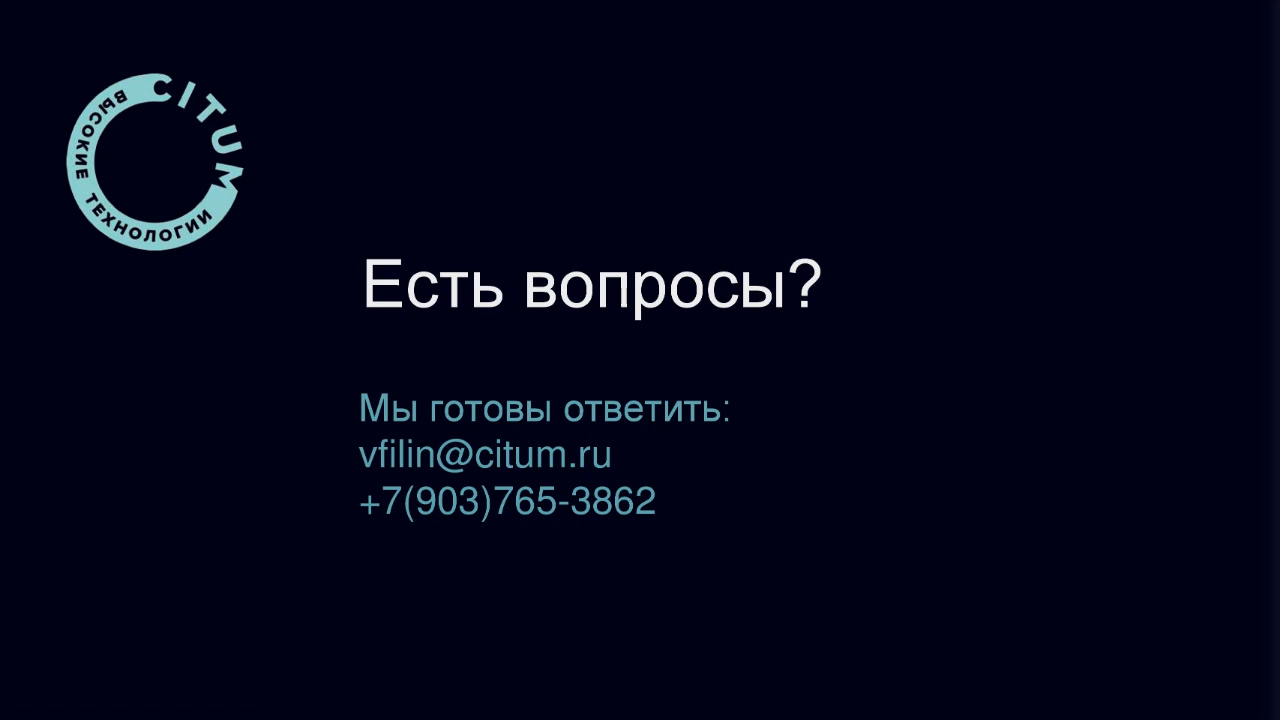 CITUM
ВЫСОКИЕ ТЕХНОЛОГИИ
Есть вопросы?
Мы готовы ответить:
vfilin@citum.ru
+7(903)765-3862